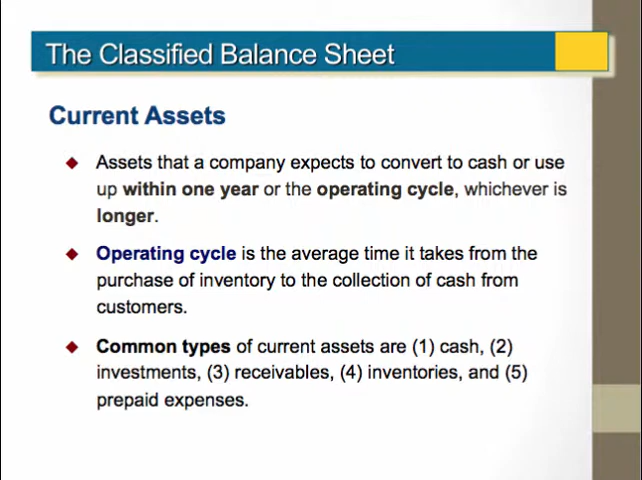 The Classified Balance Sheet
Current Assets
Assets that a company expects to convert to cash or use
up within one year or the operating cycle, whichever is
longer.
Operating cycle is the average time it takes from the
purchase of inventory to the collection of cash from
customers.
Common types of current assets are (1) cash, (2)
investments, (3) receivables, (4) inventories, and (5)
prepaid expenses.